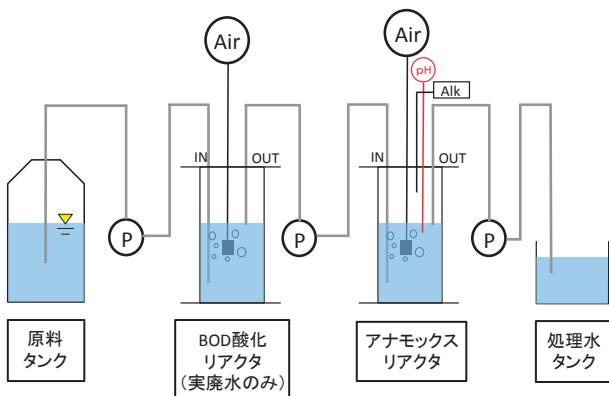 Air
Air
pH
Alk
IN
OUT
IN
OUT
P
P
P
原料
タンク
BOD酸化
リアクタ
(実廃水のみ)
アナモックス
リアクタ
処理水
タンク